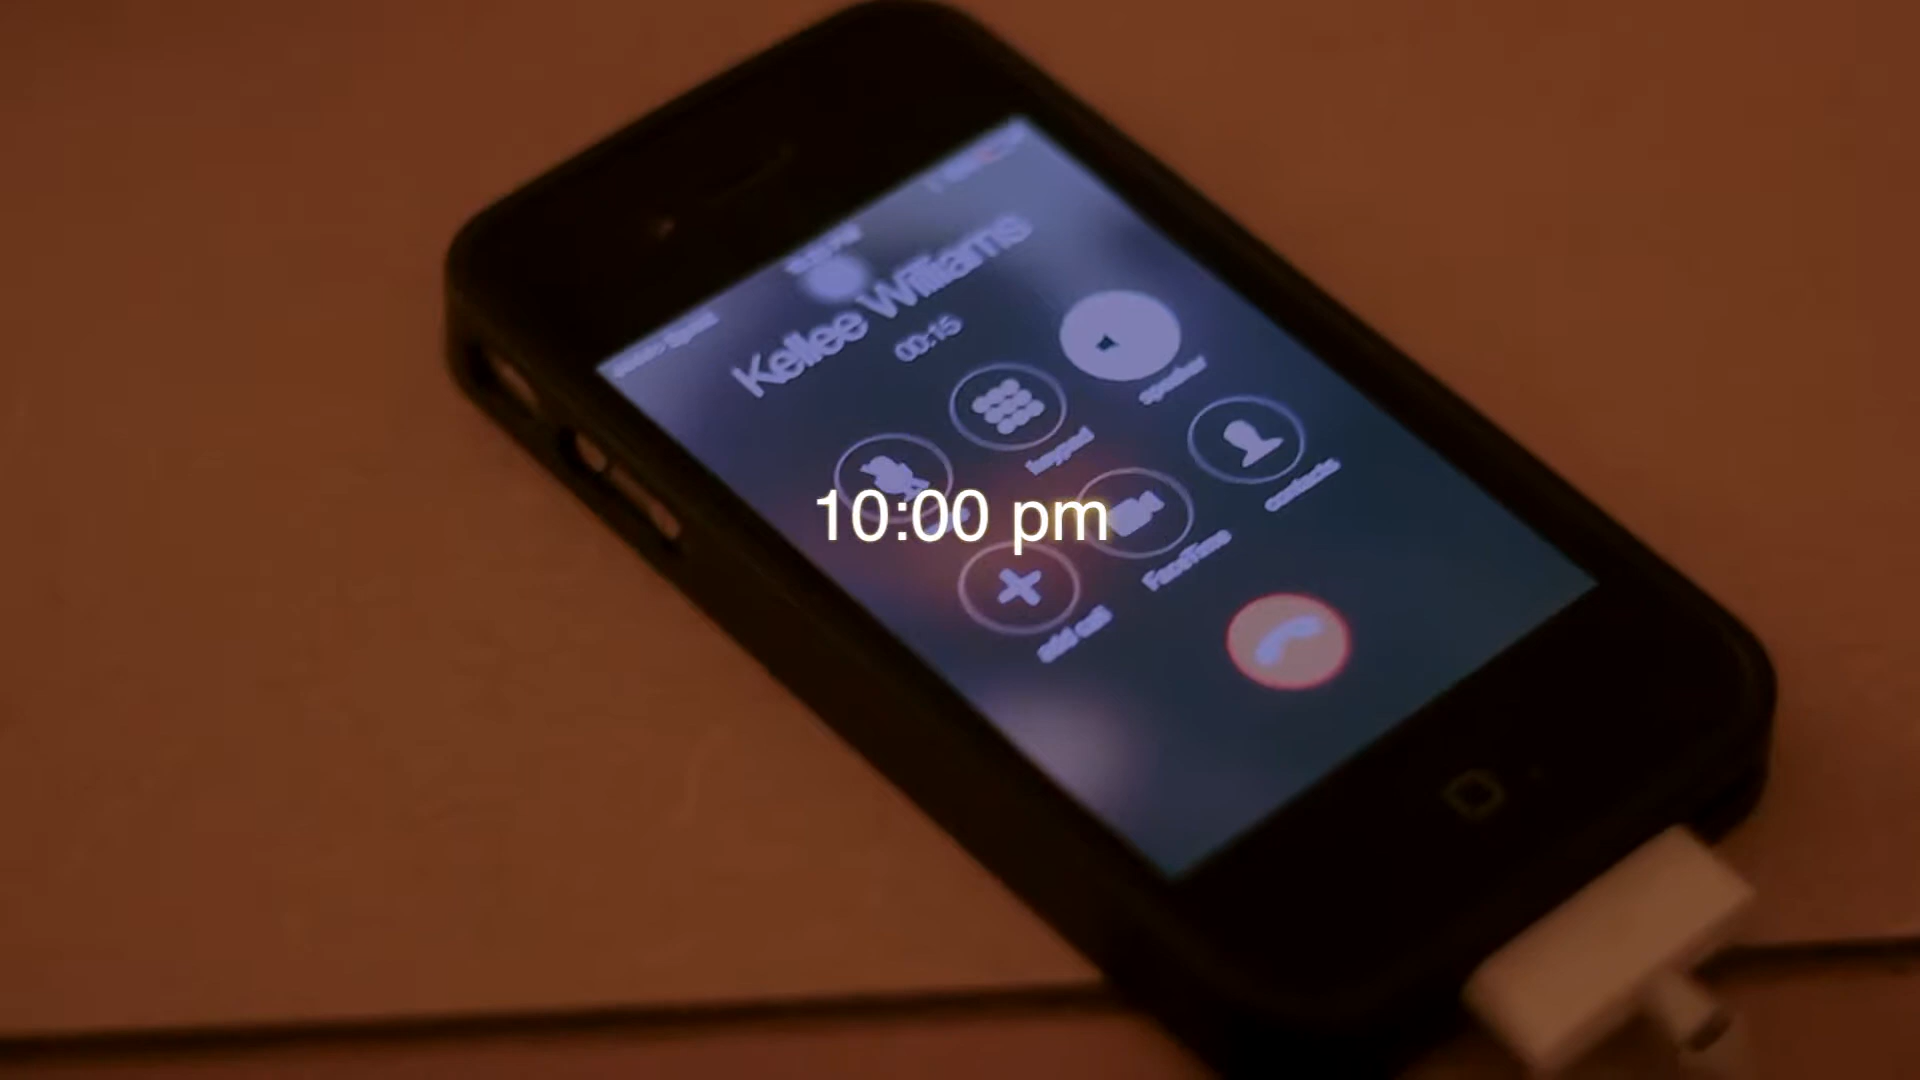 Kellee Williams
00:15
speaker
keypad
contacts
10:00 pm
FaceTime
add call